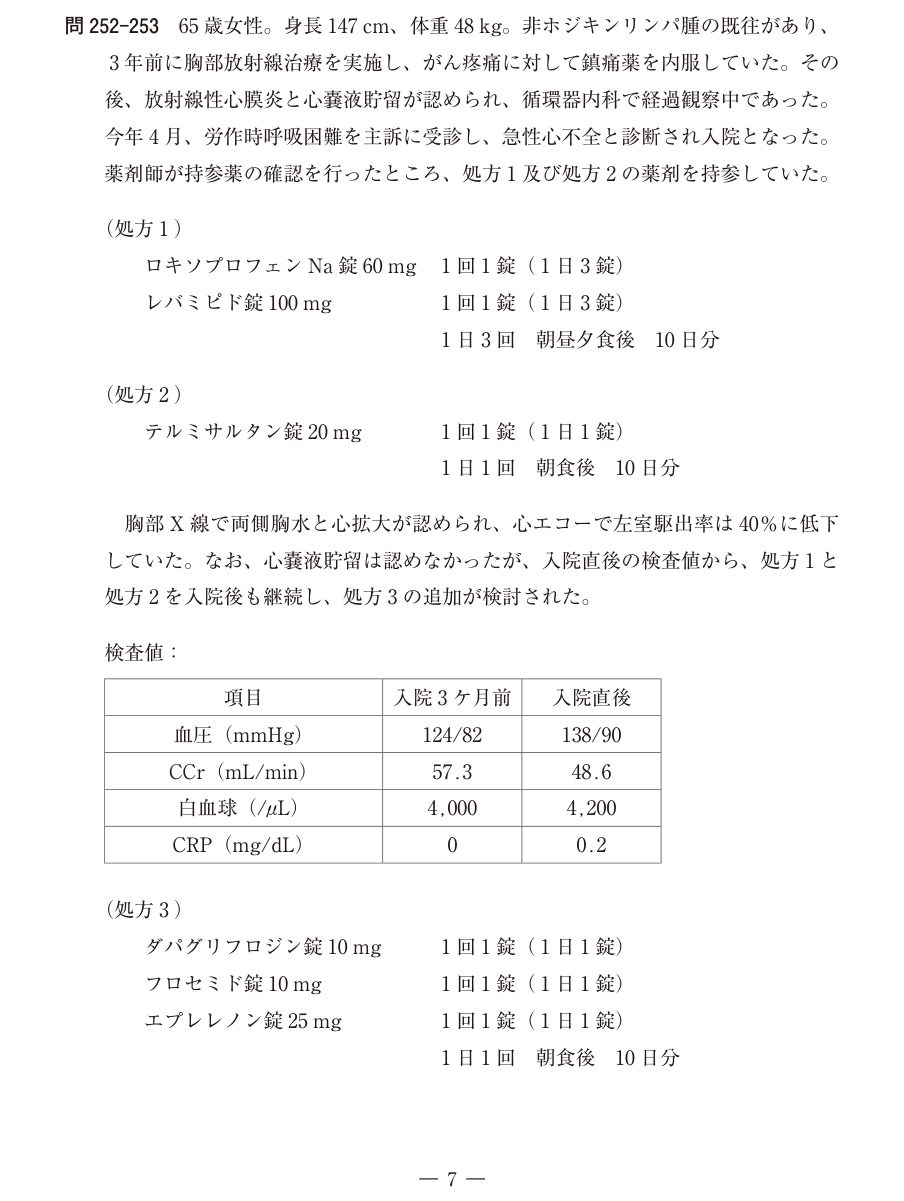 問 252-253　65 歳女性。身長 147 cm、体重 48 kg。非ホジキンリンパ腫の既往があり、
３年前に胸部放射線治療を実施し、がん疼痛に対して鎮痛薬を内服していた。その
後、放射線性心膜炎と心嚢液貯留が認められ、循環器内科で経過観察中であった。
今年４月、労作時呼吸困難を主訴に受診し、急性心不全と診断され入院となった。
薬剤師が持参薬の確認を行ったところ、処方１及び処方２の薬剤を持参していた。
（処方１）
ロキソプロフェン Na 錠 60 mg　１回１錠（１日３錠）
レバミピド錠 100 mg　１回１錠（１日３錠）
１日３回　朝昼夕食後　10 日分
（処方２）
テルミサルタン錠 20 mg　１回１錠（１日１錠）
１日１回　朝食後　10 日分
胸部 X 線で両側胸水と心拡大が認められ、心エコーで左室駆出率は 40％に低下
していた。なお、心嚢液貯留は認めなかったが、入院直後の検査値から、処方１と
処方２を入院後も継続し、処方３の追加が検討された。
検査値：
項目　入院３ケ月前　入院直後
血圧（mmHg）　124/82　138/90
CCr（mL/min）　57.3　48.6
白血球（/μL）　4,000　4,200
CRP（mg/dL）　0　0.2
（処方３）
ダパグリフロジン錠 10 mg　１回１錠（１日１錠）
フロセミド錠 10 mg　１回１錠（１日１錠）
エプレレノン錠 25 mg　１回１錠（１日１錠）
１日１回　朝食後　10 日分
― 7 ―